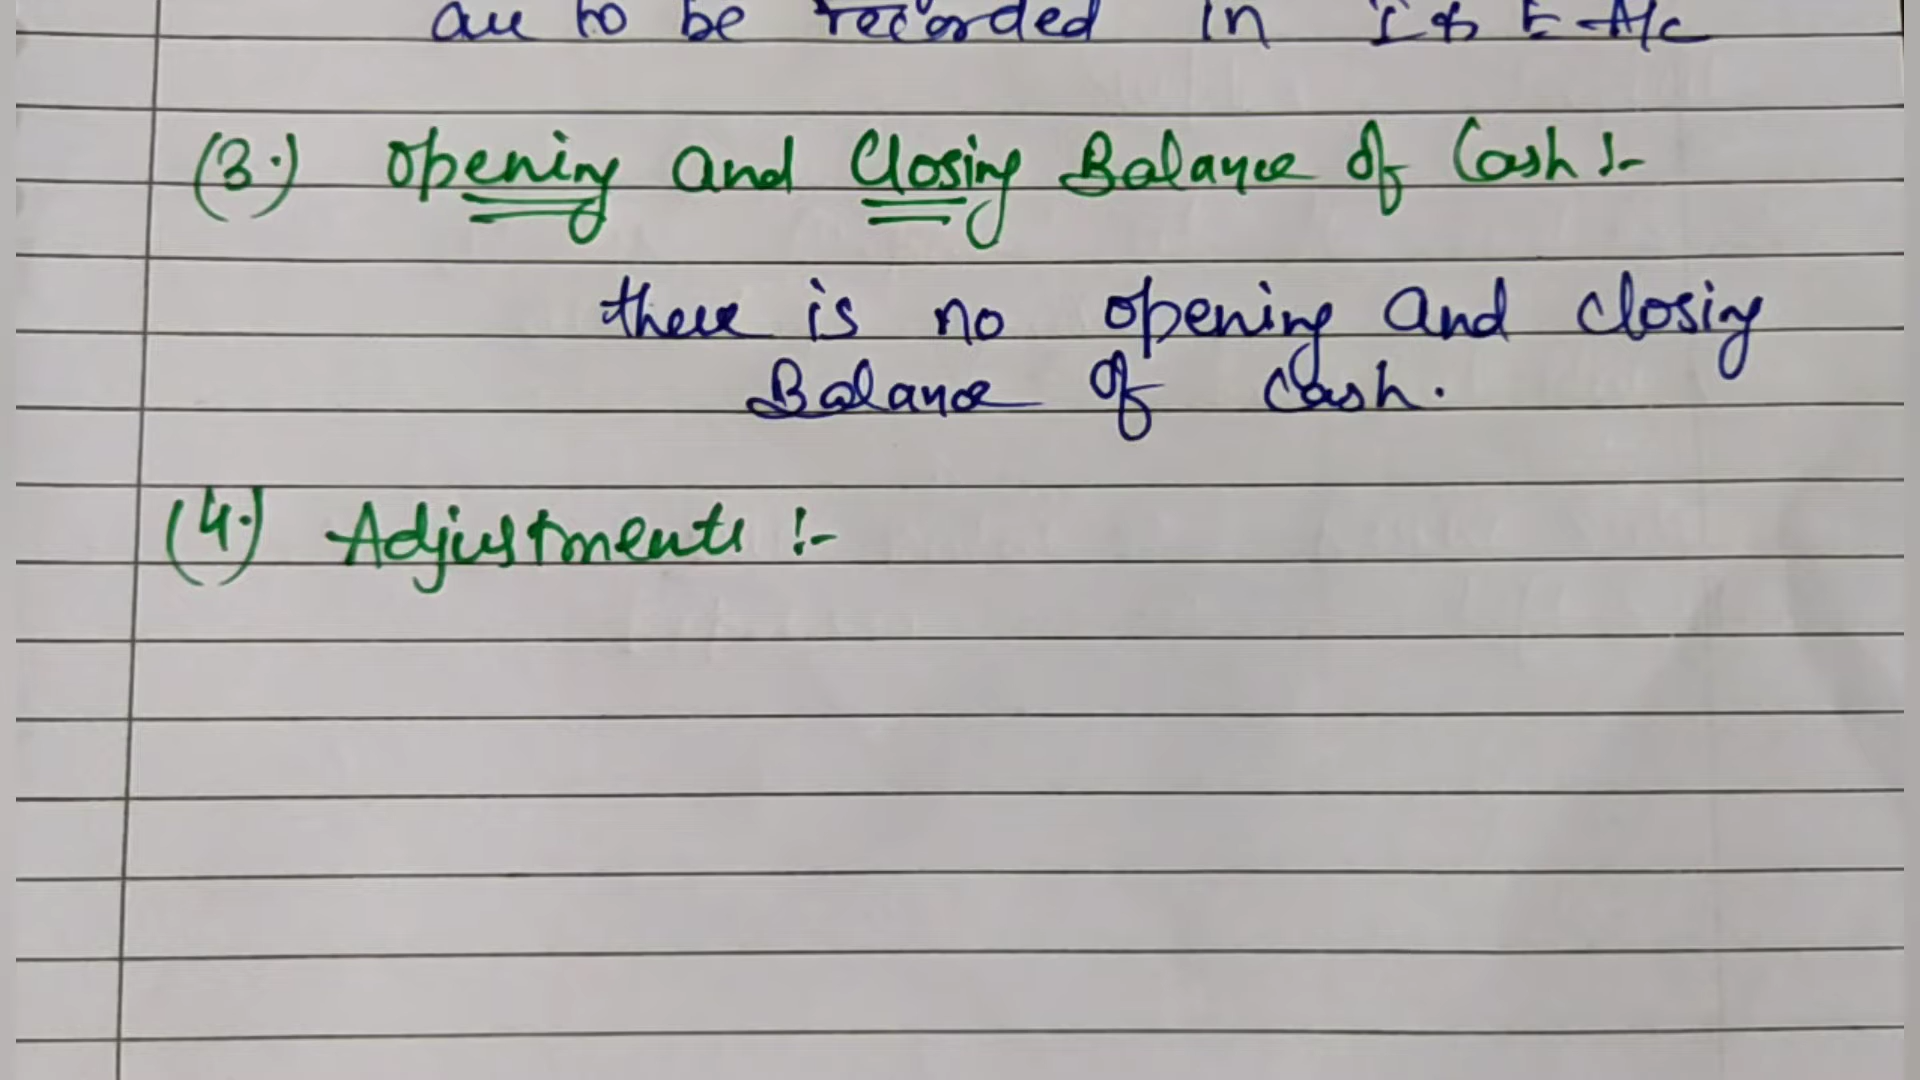 are to be recorded in I & E A/c
(3.) Opening and Closing Balance of Cash :-
there is no opening and closing
Balance of Cash.
(4.) Adjustments :-